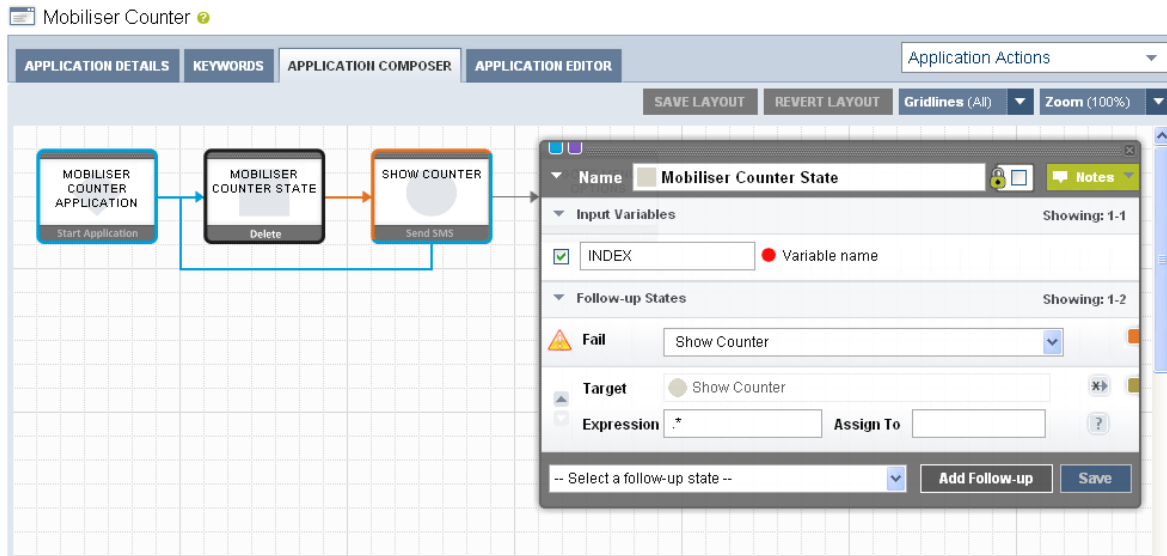 Mobiliser Counter
APPLICATION DETAILS KEYWORDS APPLICATION COMPOSER APPLICATION EDITOR Application Actions
SAVE LAYOUT REVERT LAYOUT Gridlines (All) Zoom (100%)
MOBILISER
COUNTER
APPLICATION
Start Application
MOBILISER
COUNTER STATE
Delete
SHOW COUNTER
Send SMS
OPTIONS
Name Mobiliser Counter State Notes
Input Variables Showing: 1-1
INDEX Variable name
Follow-up States Showing: 1-2
Fail Show Counter
Target Show Counter
Expression .* Assign To ?
-- Select a follow-up state -- Add Follow-up Save